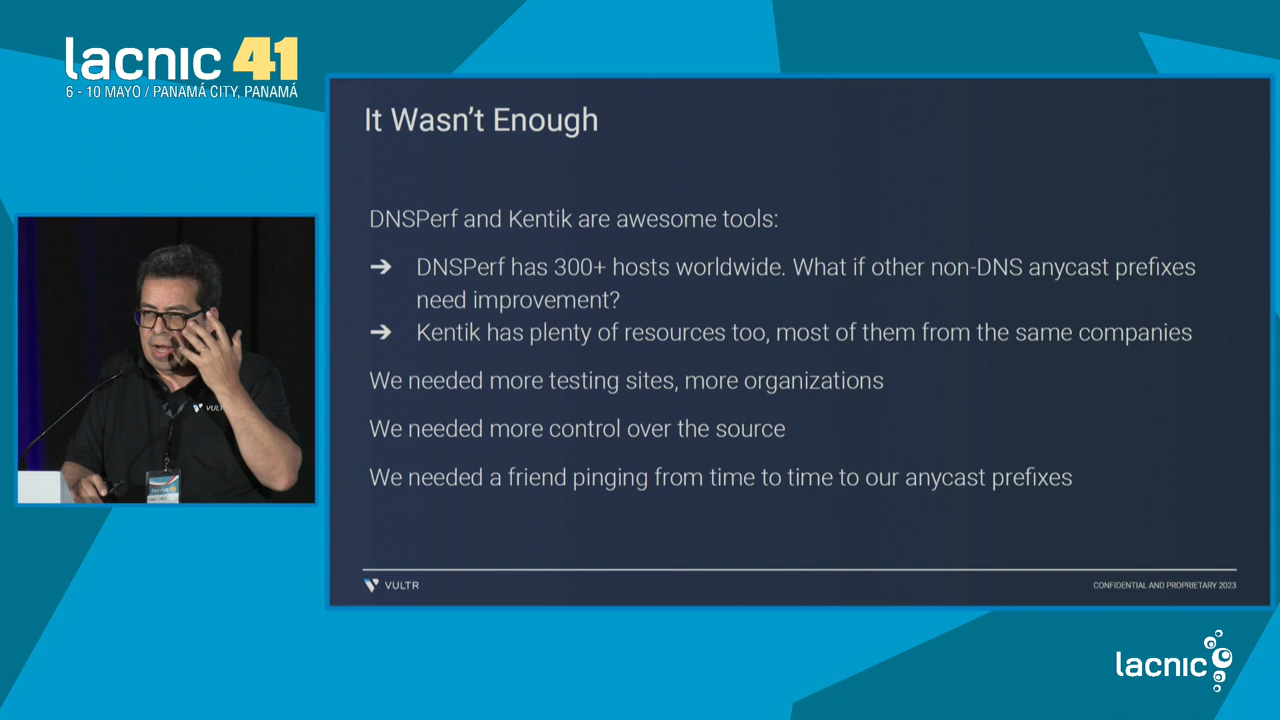 lacnic 41
6 - 10 MAYO / PANAMÁ CITY, PANAMÁ
It Wasn't Enough
DNSPerf and Kentik are awesome tools:
➔ DNSPerf has 300+ hosts worldwide. What if other non-DNS anycast prefixes
need improvement?
➔ Kentik has plenty of resources too, most of them from the same companies
We needed more testing sites, more organizations
We needed more control over the source
We needed a friend pinging from time to time to our anycast prefixes
VULTR
CONFIDENTIAL AND PROPRIETARY 2023
VULT
lacnic
lacnic